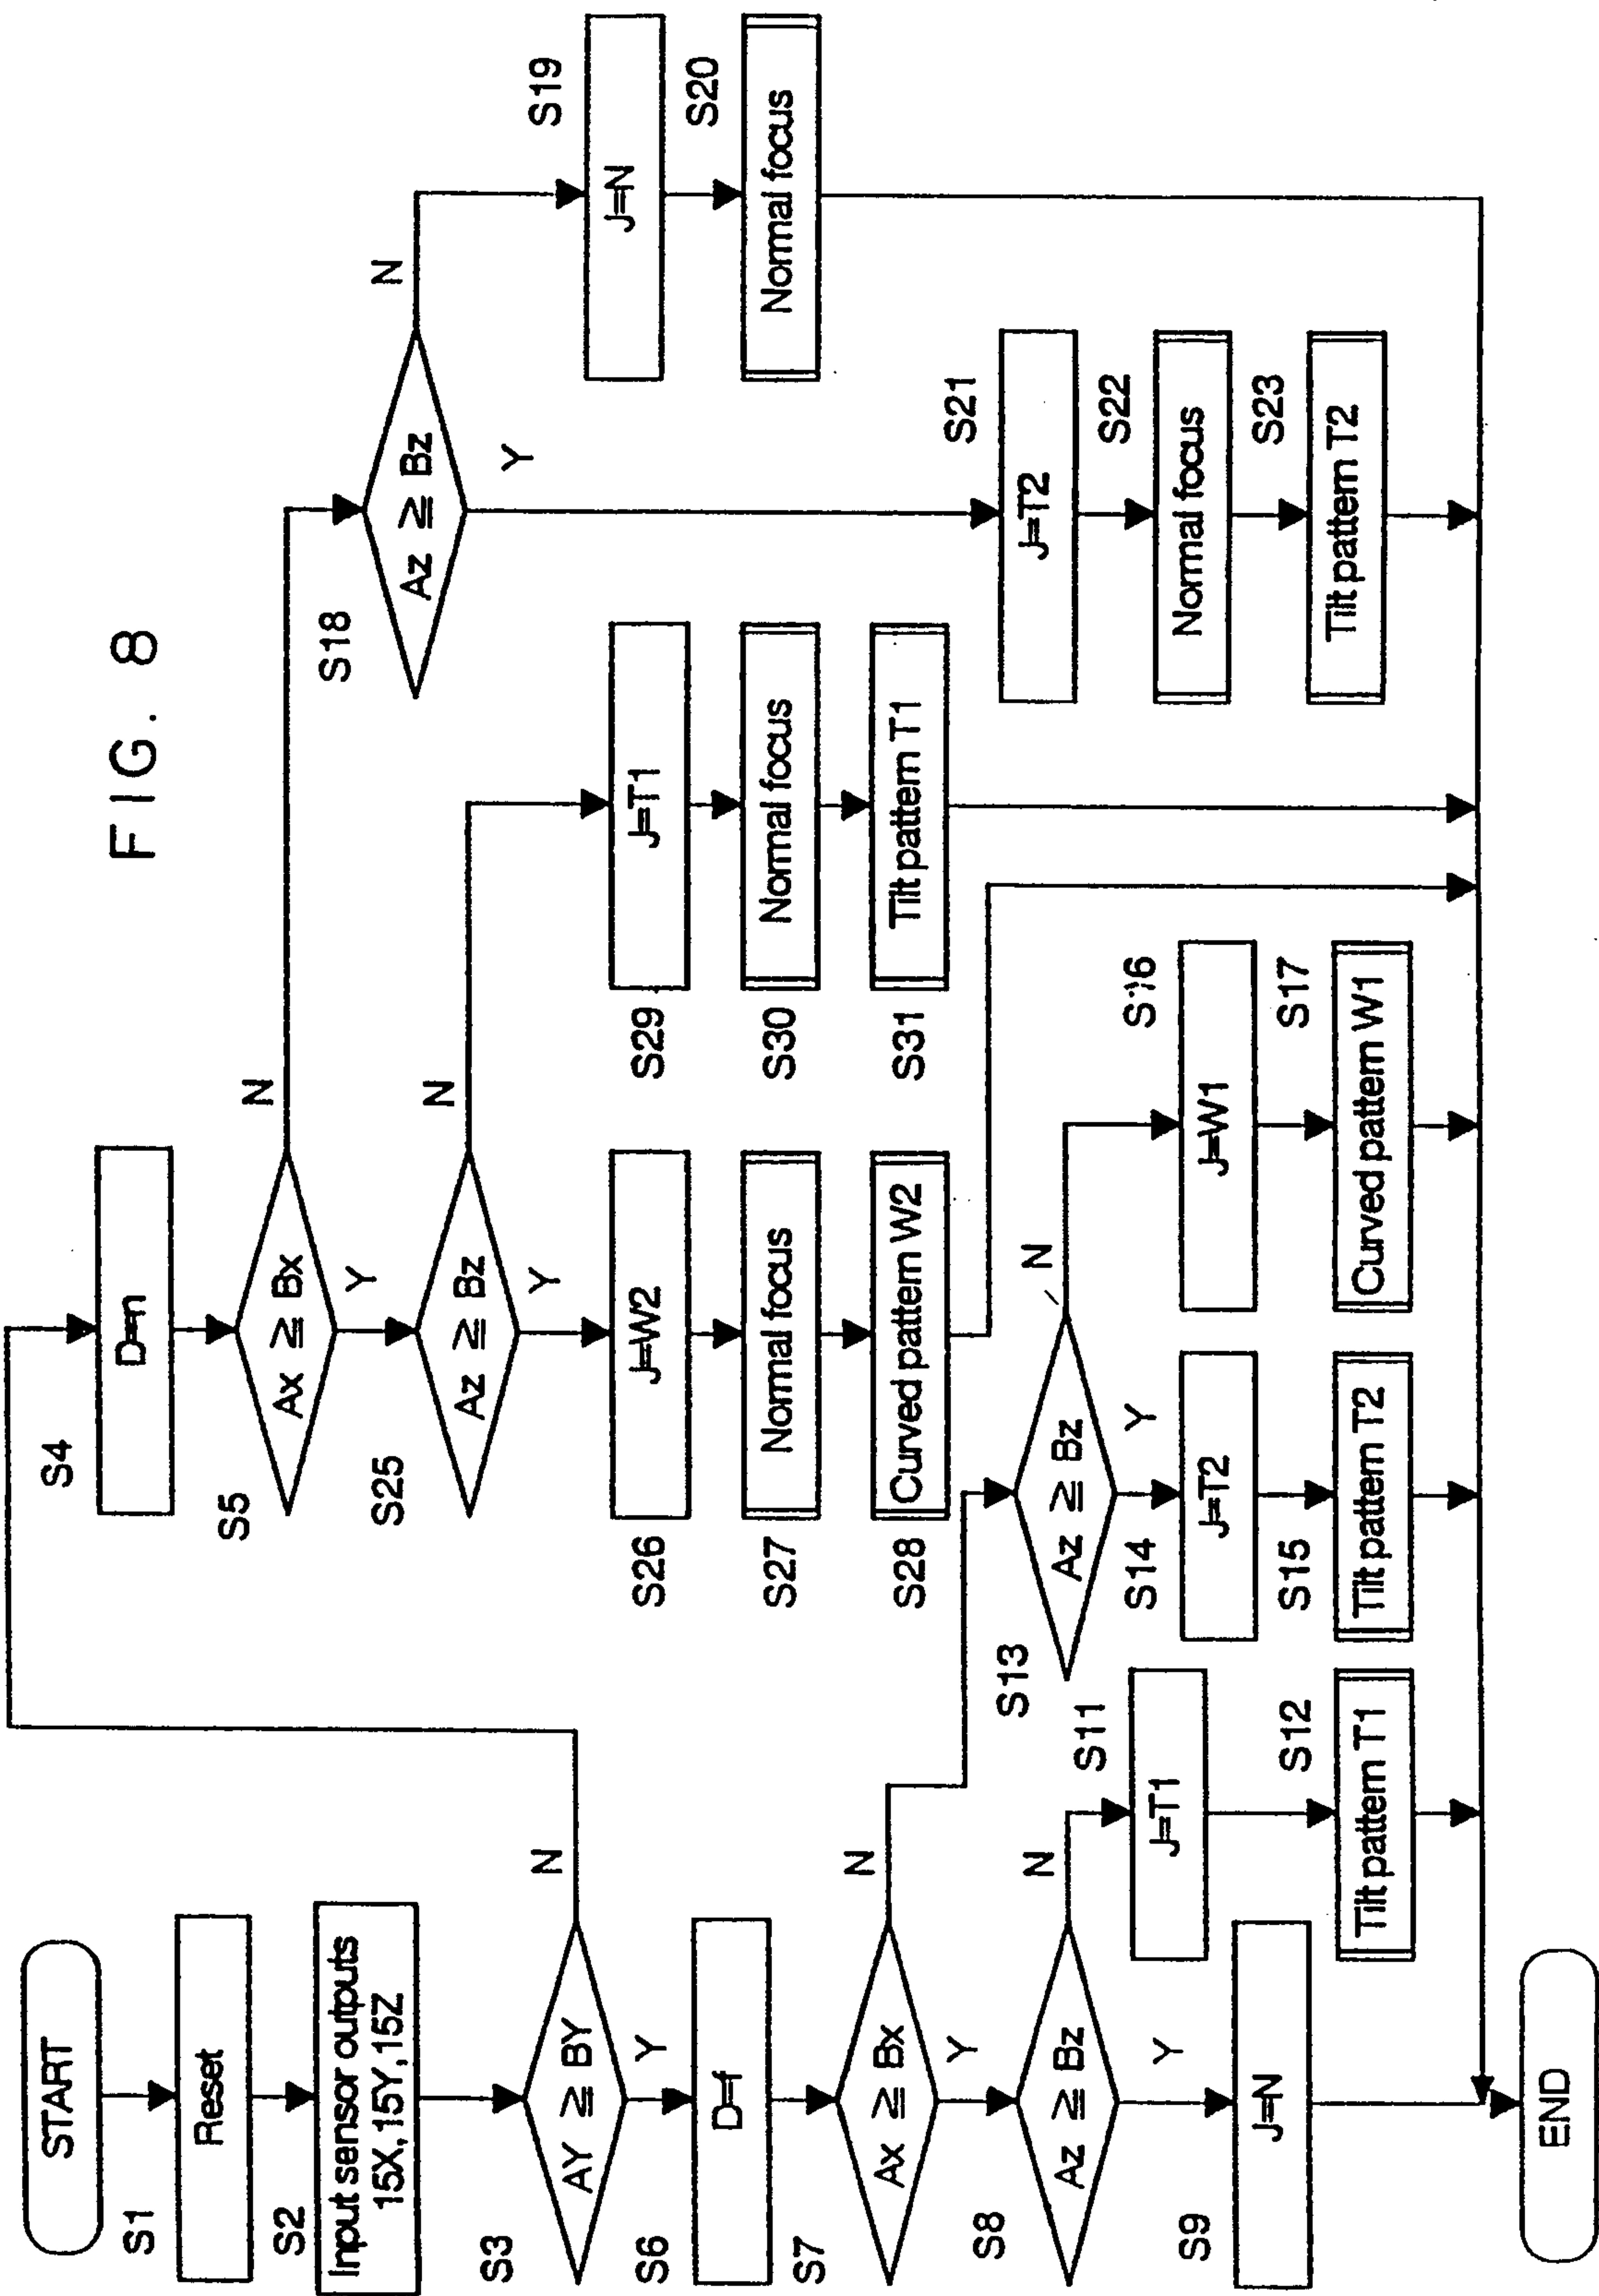 FIG. 8
START
S1
Reset
S2
Input sensor outputs
15X,15Y,15Z
S3
AY ≧ BY
N
Y
S6
D=f
S7
Ax ≧ Bx
N
Y
S8
Az ≧ Bz
N
Y
S9
J=N
S11
J=T1
S12
Tilt pattern T1
S13
Az ≧ Bz
N
Y
S14
J=T2
S15
Tilt pattern T2
S16
J=W1
S17
Curved pattern W1
S4
D=n
S5
Ax ≧ Bx
N
Y
S25
Az ≧ Bz
N
Y
S26
J=W2
S27
Normal focus
S28
Curved pattern W2
S29
J=T1
S30
Normal focus
S31
Tilt pattern T1
S18
Az ≧ Bz
N
Y
S19
J=N
S20
Normal focus
S21
J=T2
S22
Normal focus
S23
Tilt pattern T2
END